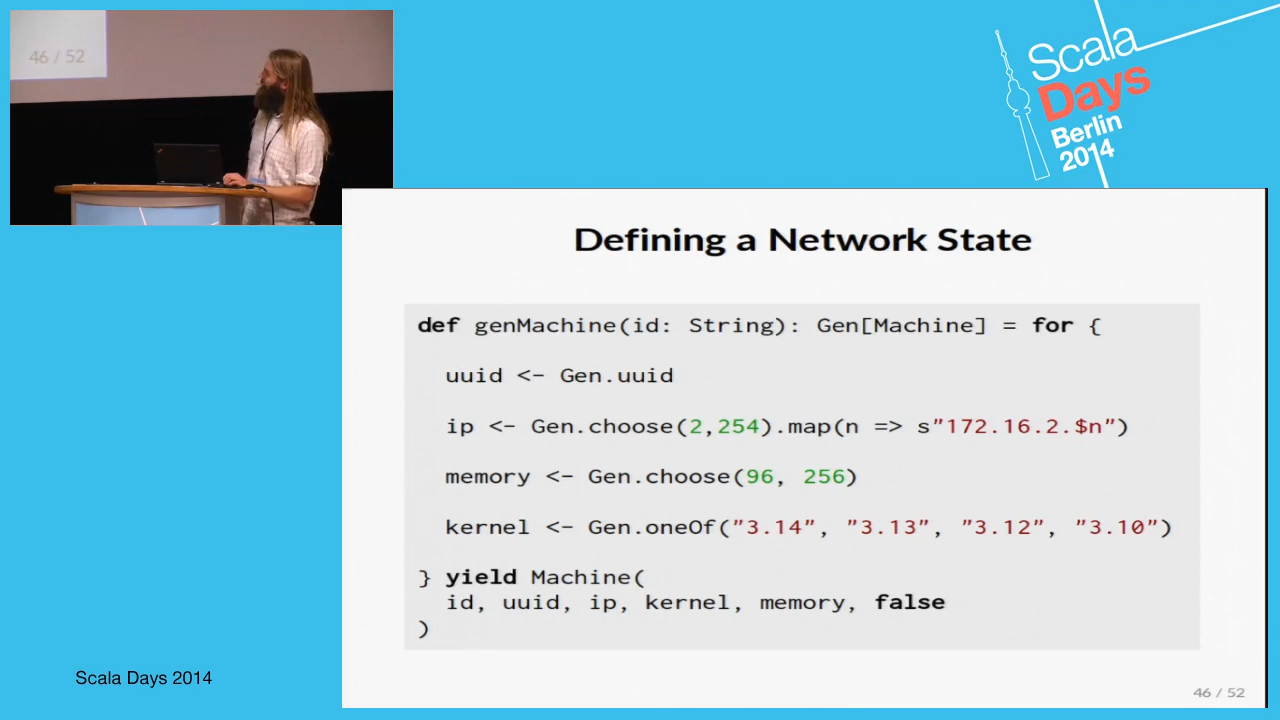 46 / 52
Scala
Days
Berlin
2014
Defining a Network State
def genMachine(id: String): Gen[Machine] = for {
uuid <- Gen.uuid
ip <- Gen.choose(2,254).map(n => s"172.16.2.$n")
memory <- Gen.choose(96, 256)
kernel <- Gen.oneOf("3.14", "3.13", "3.12", "3.10")
} yield Machine(
id, uuid, ip, kernel, memory, false
)
Scala Days 2014
46 / 52